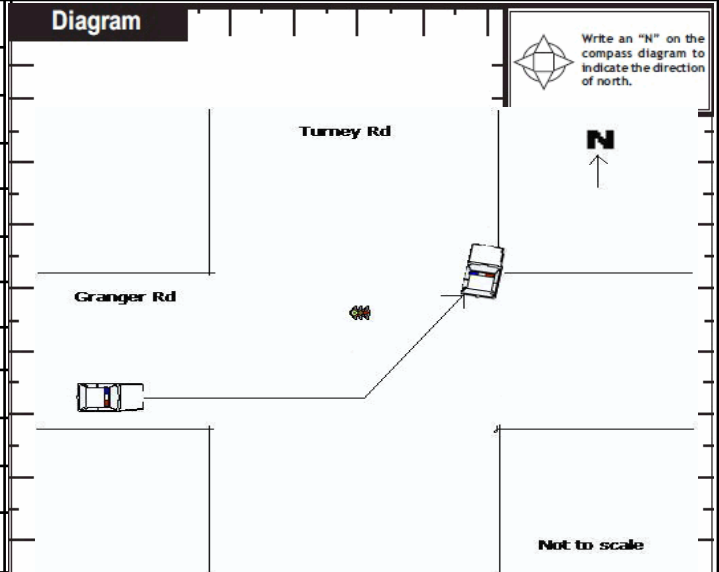 Diagram
Write an “N” on the
compass diagram to
indicate the direction
of north.
Turney Rd
N
Granger Rd
Not to scale